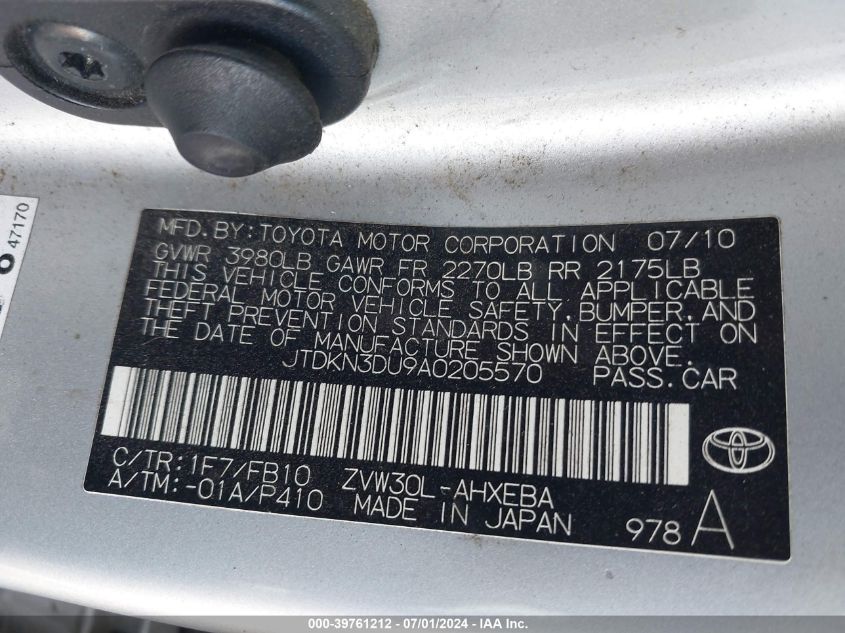 47170
MFD. BY: TOYOTA MOTOR CORPORATION 07/10
GVWR 3980LB GAWR FR 2270LB RR 2175LB
THIS VEHICLE CONFORMS TO ALL APPLICABLE
FEDERAL MOTOR VEHICLE SAFETY, BUMPER, AND
THEFT PREVENTION STANDARDS IN EFFECT ON
THE DATE OF MANUFACTURE SHOWN ABOVE.
JTDKN3DU9A0205570 PASS. CAR
C/TR: 1F7/FB10 ZVW30L-AHXEBA
A/TM:-01A/P410 MADE IN JAPAN
978 A
000-39761212 - 07/01/2024 - IAA Inc.